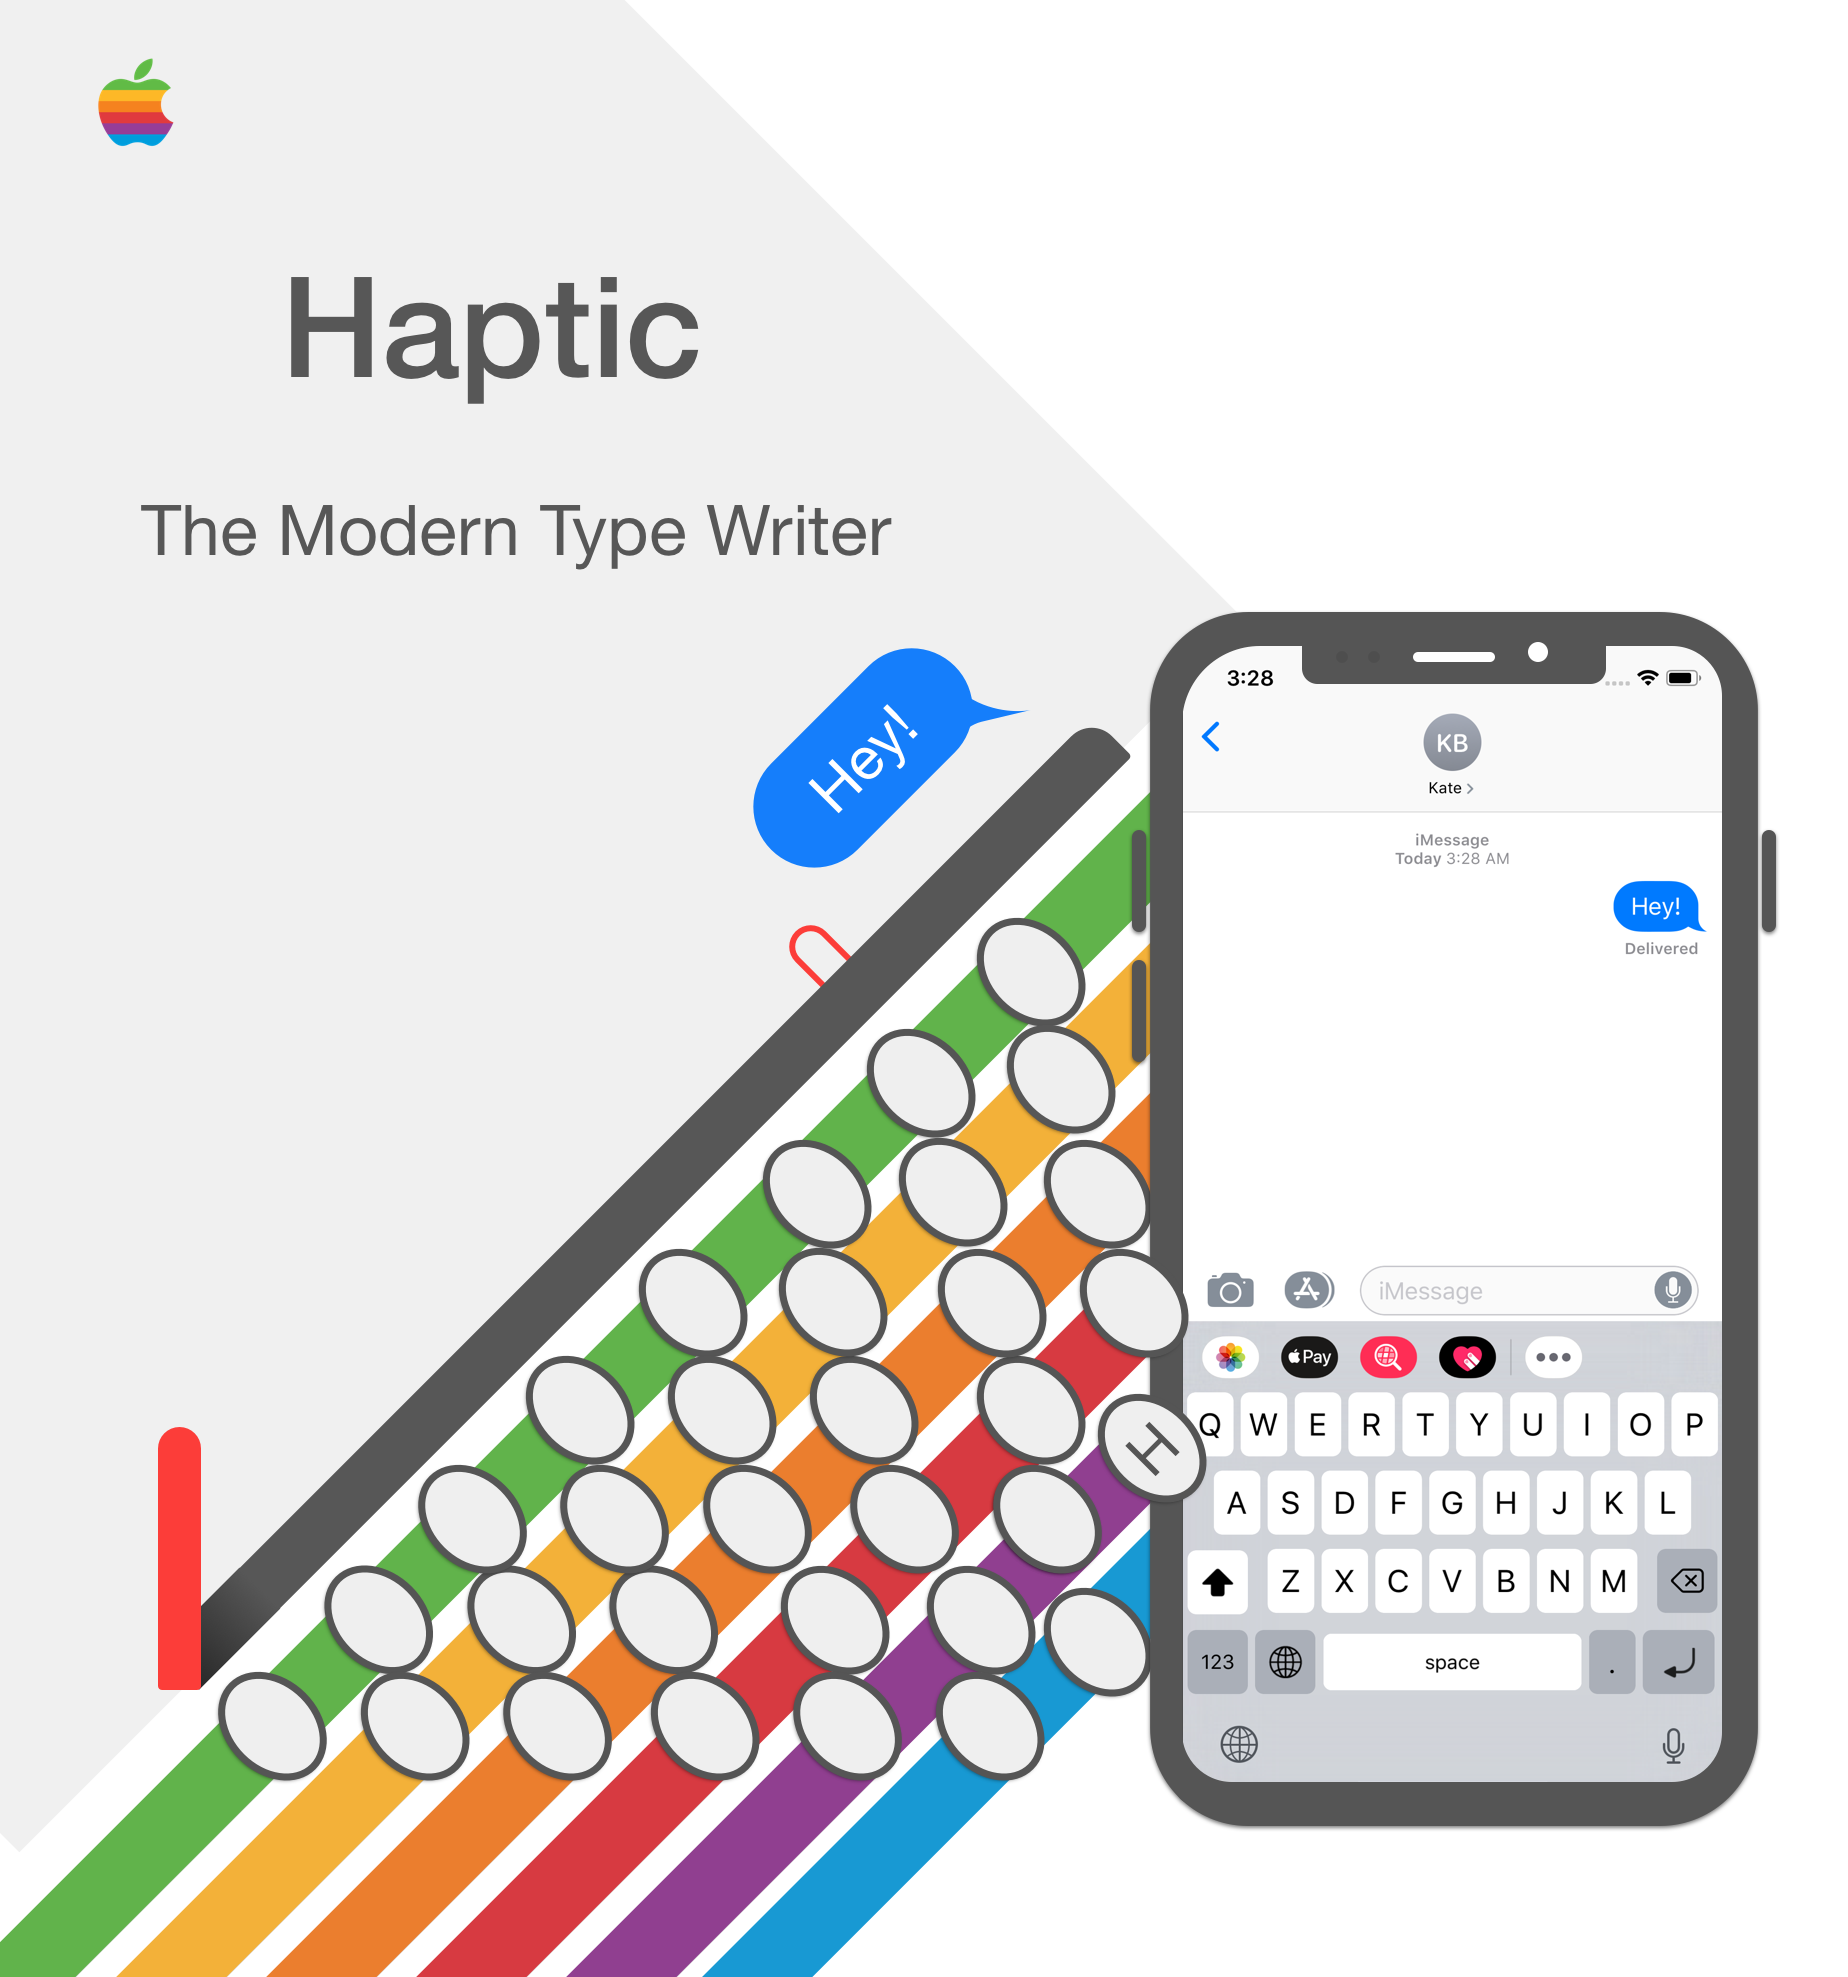 Haptic
The Modern Type Writer
Hey!
3:28
KB
Kate
iMessage
Today 3:28 AM
Hey!
Delivered
iMessage
Pay
H
Q W E R T Y U I O P
A S D F G H J K L
Z X C V B N M
123 space .